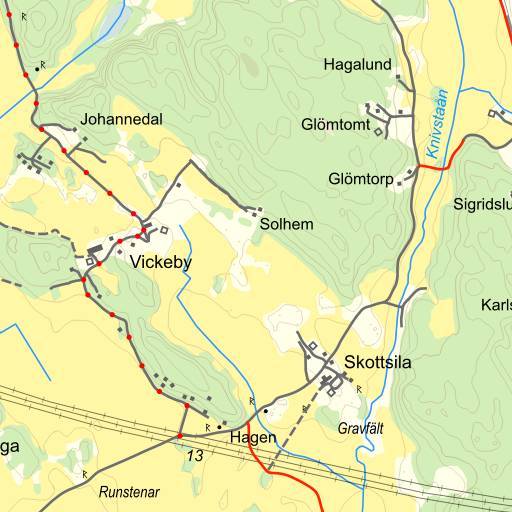 Hagalund
Johannedal
Glömtomt
Knivstaån
Glömtorp
Sigridslu
Solhem
Vickeby
Karls
Skottsila
Gravfält
Hagen
ga
13
Runstenar